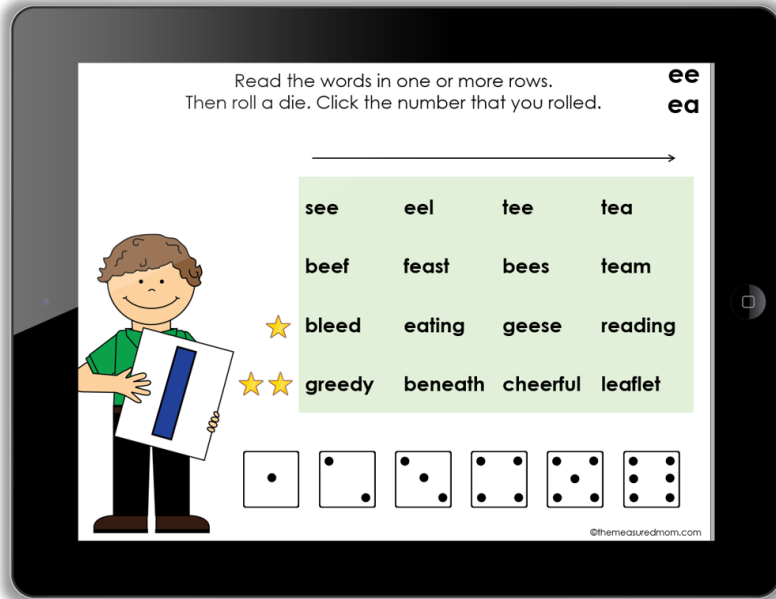 Read the words in one or more rows.
Then roll a die. Click the number that you rolled.
ee
ea
see eel tee tea
beef feast bees team
bleed eating geese reading
greedy beneath cheerful leaflet
©themeasuredmom.com